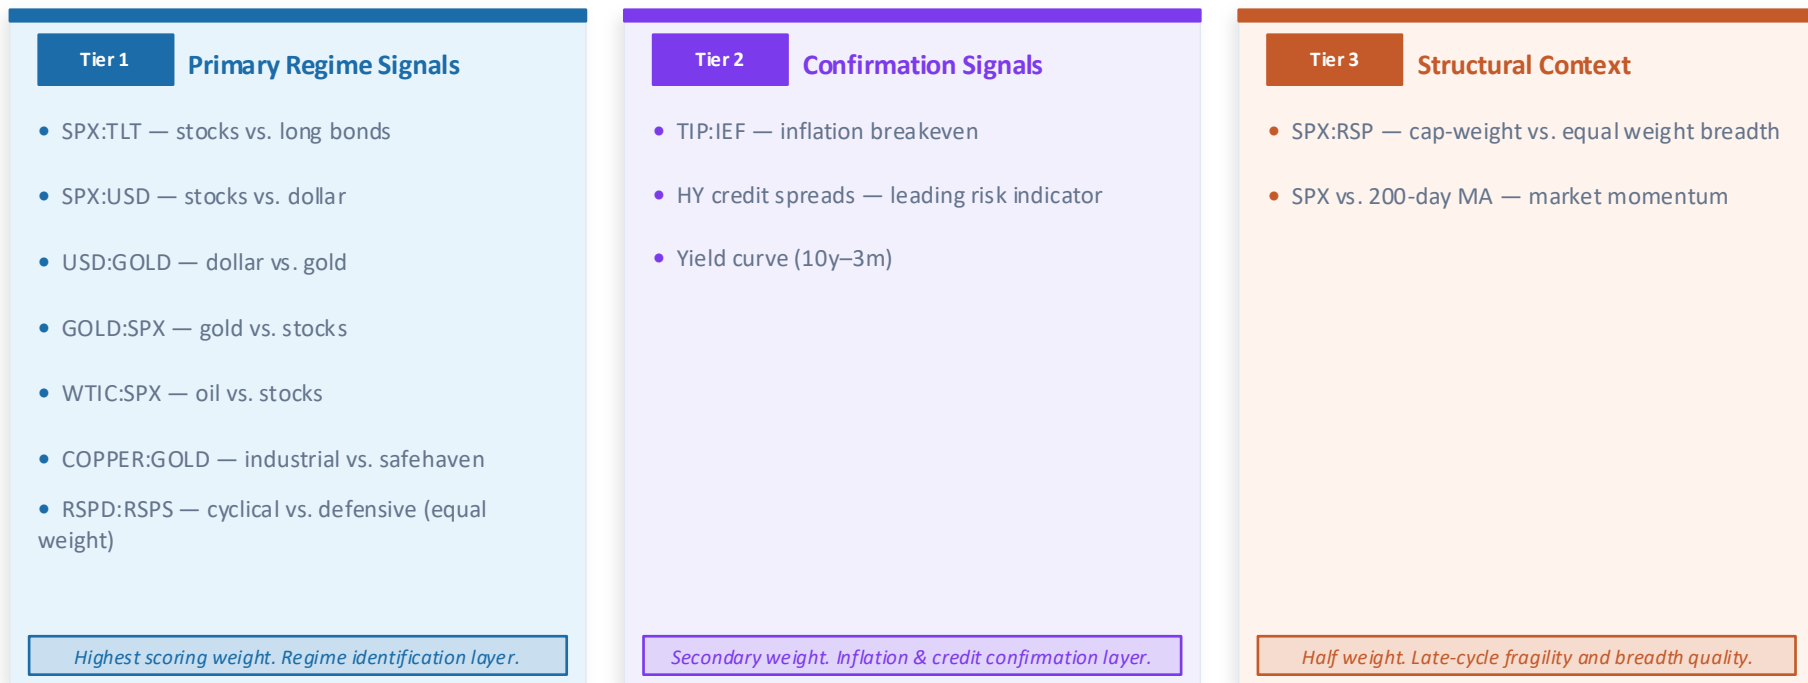 Tier 1
Primary Regime Signals
• SPX:TLT — stocks vs. long bonds
• SPX:USD — stocks vs. dollar
• USD:GOLD — dollar vs. gold
• GOLD:SPX — gold vs. stocks
• WTIC:SPX — oil vs. stocks
• COPPER:GOLD — industrial vs. safehaven
• RSPD:RSPS — cyclical vs. defensive (equal
weight)
Highest scoring weight. Regime identification layer.
Tier 2
Confirmation Signals
• TIP:IEF — inflation breakeven
• HY credit spreads — leading risk indicator
• Yield curve (10y–3m)
Secondary weight. Inflation & credit confirmation layer.
Tier 3
Structural Context
• SPX:RSP — cap-weight vs. equal weight breadth
• SPX vs. 200-day MA — market momentum
Half weight. Late-cycle fragility and breadth quality.